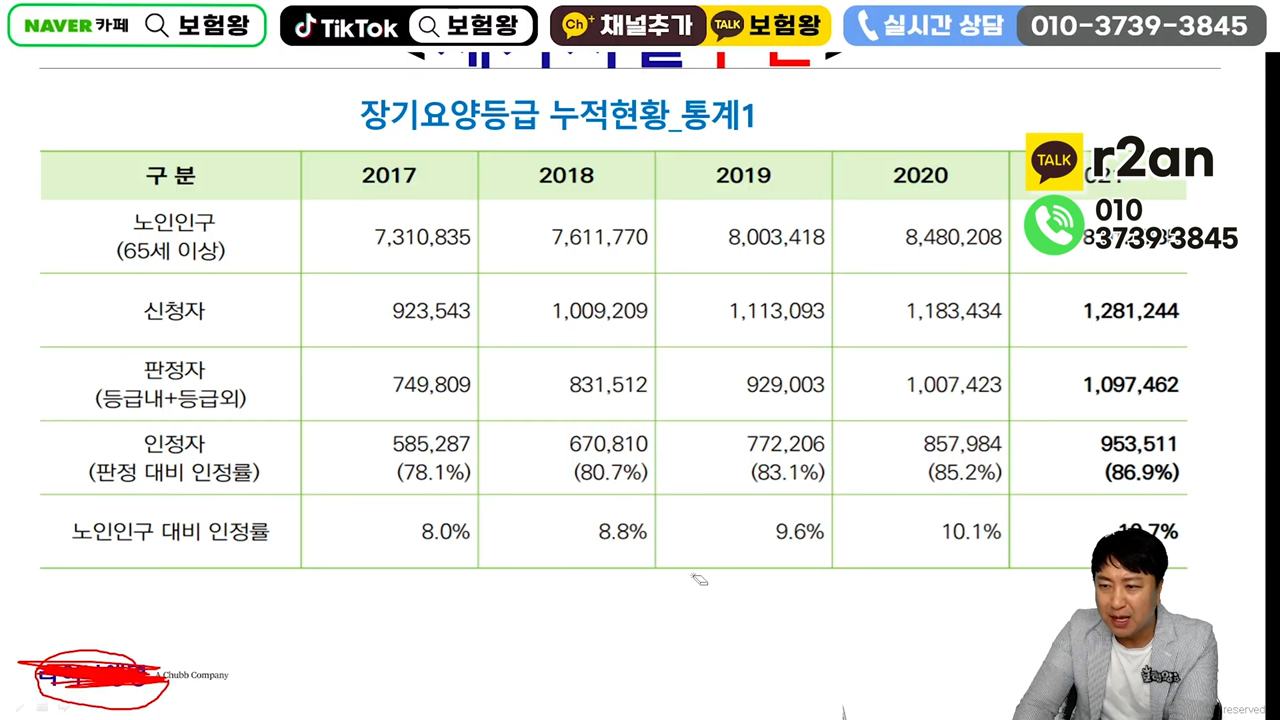 NAVER 카페 보험왕
TikTok 보험왕
Ch+ 채널추가 TALK 보험왕
실시간 상담 010-3739-3845
장기요양등급 누적현황_통계1
TALK r2an
010
3739 3845
구 분 2017 2018 2019 2020
노인인구
(65세 이상) 7,310,835 7,611,770 8,003,418 8,480,208
신청자 923,543 1,009,209 1,113,093 1,183,434 1,281,244
판정자
(등급내+등급외) 749,809 831,512 929,003 1,007,423 1,097,462
인정자 585,287 670,810 772,206 857,984 953,511
(판정 대비 인정률) (78.1%) (80.7%) (83.1%) (85.2%) (86.9%)
노인인구 대비 인정률 8.0% 8.8% 9.6% 10.1%
A Chubb Company
reserved